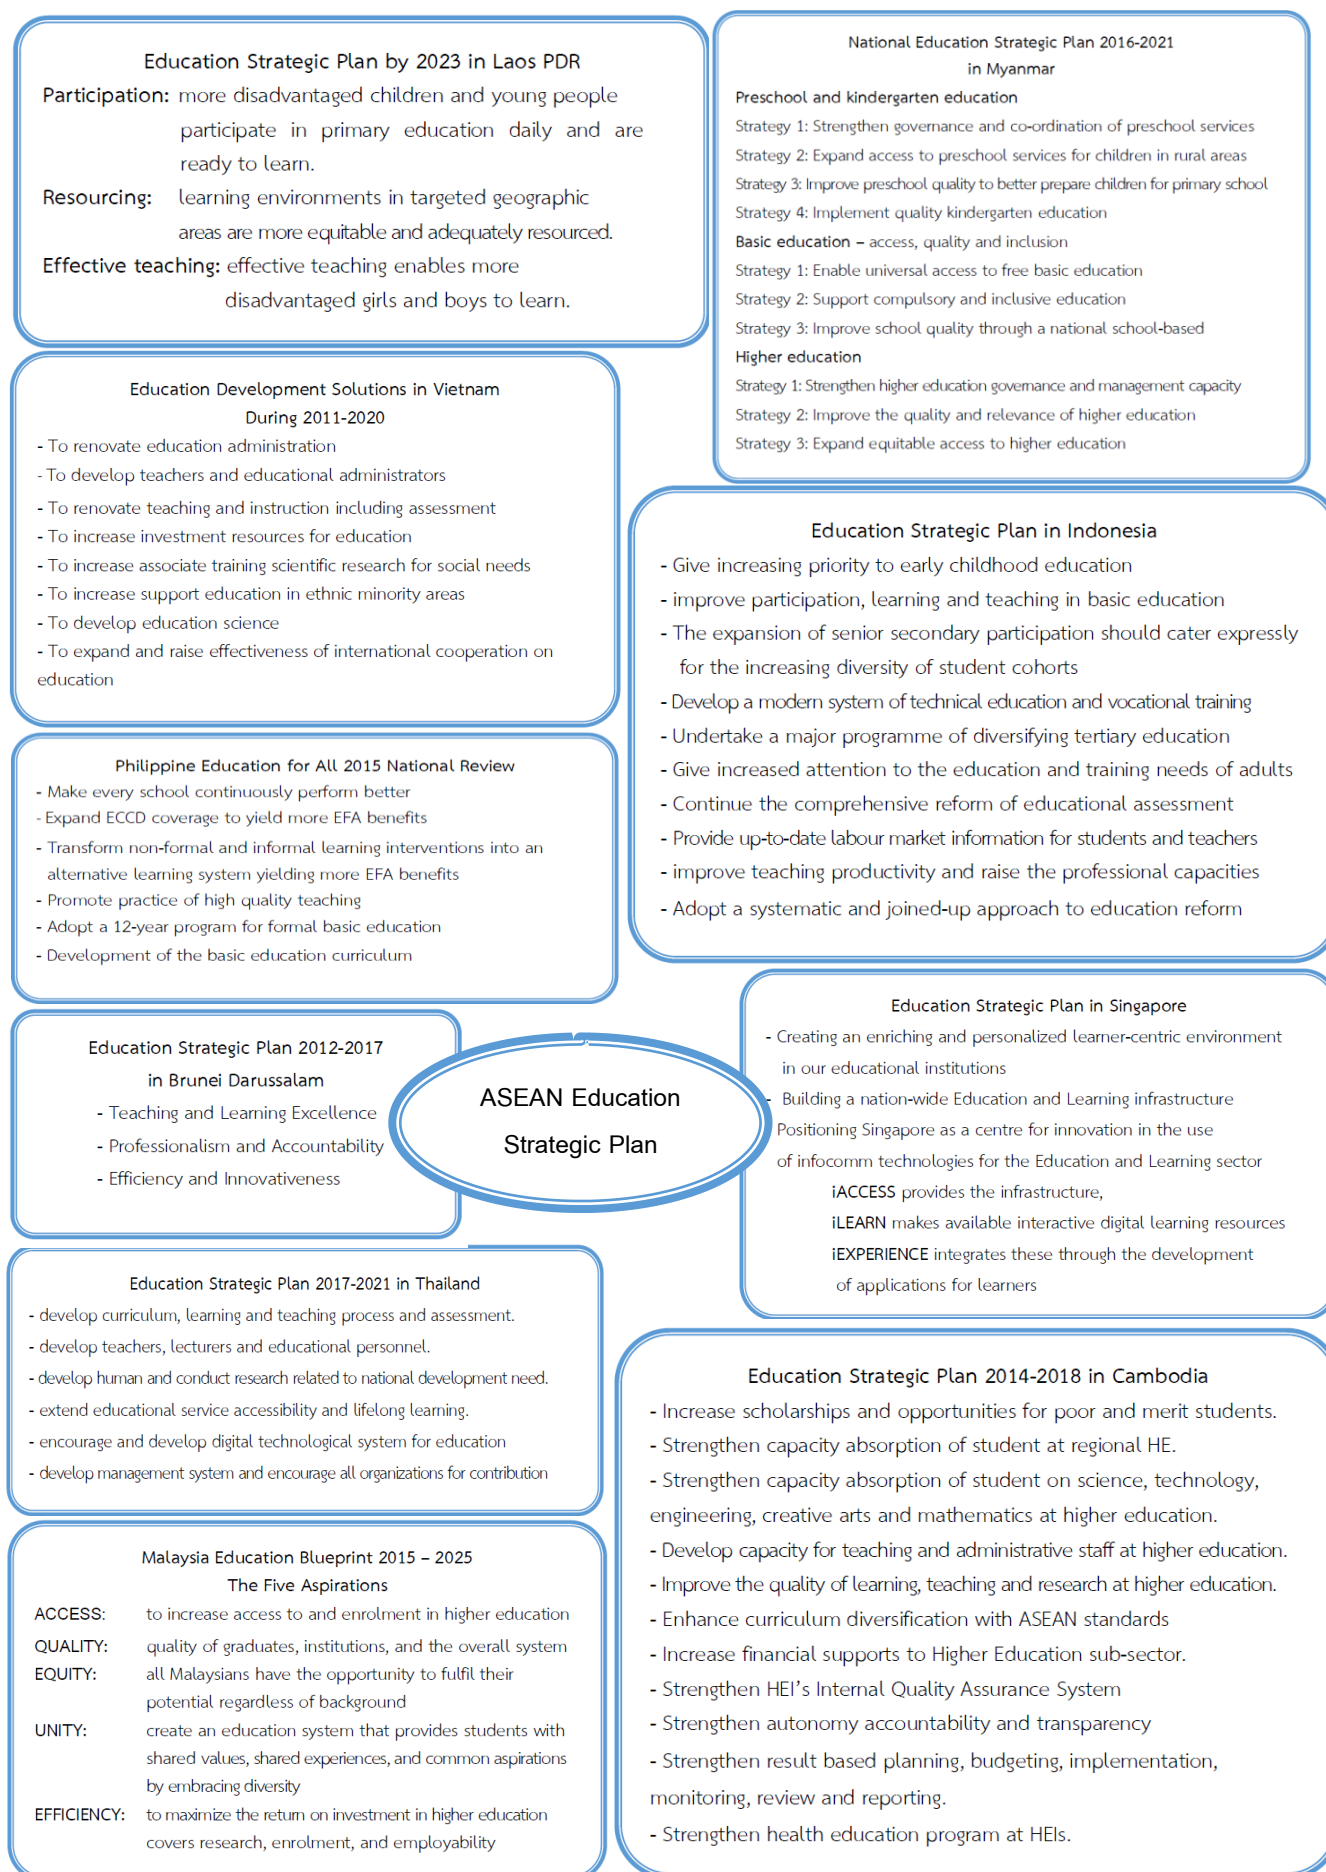 Education Strategic Plan by 2023 in Laos PDR
Participation: more disadvantaged children and young people
participate in primary education daily and are
ready to learn.
Resourcing: learning environments in targeted geographic
areas are more equitable and adequately resourced.
Effective teaching: effective teaching enables more
disadvantaged girls and boys to learn.
National Education Strategic Plan 2016-2021
in Myanmar
Preschool and kindergarten education
Strategy 1: Strengthen governance and co-ordination of preschool services
Strategy 2: Expand access to preschool services for children in rural areas
Strategy 3: Improve preschool quality to better prepare children for primary school
Strategy 4: Implement quality kindergarten education
Basic education – access, quality and inclusion
Strategy 1: Enable universal access to free basic education
Strategy 2: Support compulsory and inclusive education
Strategy 3: Improve school quality through a national school-based
Higher education
Strategy 1: Strengthen higher education governance and management capacity
Strategy 2: Improve the quality and relevance of higher education
Strategy 3: Expand equitable access to higher education
Education Development Solutions in Vietnam
During 2011-2020
- To renovate education administration
- To develop teachers and educational administrators
- To renovate teaching and instruction including assessment
- To increase investment resources for education
- To increase associate training scientific research for social needs
- To increase support education in ethnic minority areas
- To develop education science
- To expand and raise effectiveness of international cooperation on
education
Education Strategic Plan in Indonesia
- Give increasing priority to early childhood education
- improve participation, learning and teaching in basic education
- The expansion of senior secondary participation should cater expressly
for the increasing diversity of student cohorts
- Develop a modern system of technical education and vocational training
- Undertake a major programme of diversifying tertiary education
- Give increased attention to the education and training needs of adults
- Continue the comprehensive reform of educational assessment
- Provide up-to-date labour market information for students and teachers
- improve teaching productivity and raise the professional capacities
- Adopt a systematic and joined-up approach to education reform
Philippine Education for All 2015 National Review
- Make every school continuously perform better
- Expand ECCD coverage to yield more EFA benefits
- Transform non-formal and informal learning interventions into an
alternative learning system yielding more EFA benefits
- Promote practice of high quality teaching
- Adopt a 12-year program for formal basic education
- Development of the basic education curriculum
Education Strategic Plan 2012-2017
in Brunei Darussalam
- Teaching and Learning Excellence
- Professionalism and Accountability
- Efficiency and Innovativeness
ASEAN Education
Strategic Plan
Education Strategic Plan in Singapore
- Creating an enriching and personalized learner-centric environment
in our educational institutions
- Building a nation-wide Education and Learning infrastructure
Positioning Singapore as a centre for innovation in the use
of infocomm technologies for the Education and Learning sector
iACCESS provides the infrastructure,
iLEARN makes available interactive digital learning resources
iEXPERIENCE integrates these through the development
of applications for learners
Education Strategic Plan 2017-2021 in Thailand
- develop curriculum, learning and teaching process and assessment.
- develop teachers, lecturers and educational personnel.
- develop human and conduct research related to national development need.
- extend educational service accessibility and lifelong learning.
- encourage and develop digital technological system for education
- develop management system and encourage all organizations for contribution
Education Strategic Plan 2014-2018 in Cambodia
- Increase scholarships and opportunities for poor and merit students.
- Strengthen capacity absorption of student at regional HE.
- Strengthen capacity absorption of student on science, technology,
engineering, creative arts and mathematics at higher education.
- Develop capacity for teaching and administrative staff at higher education.
- Improve the quality of learning, teaching and research at higher education.
- Enhance curriculum diversification with ASEAN standards
- Increase financial supports to Higher Education sub-sector.
- Strengthen HEI's Internal Quality Assurance System
- Strengthen autonomy accountability and transparency
- Strengthen result based planning, budgeting, implementation,
monitoring, review and reporting.
- Strengthen health education program at HEIs.
Malaysia Education Blueprint 2015 – 2025
The Five Aspirations
ACCESS: to increase access to and enrolment in higher education
QUALITY: quality of graduates, institutions, and the overall system
EQUITY: all Malaysians have the opportunity to fulfil their
potential regardless of background
UNITY: create an education system that provides students with
shared values, shared experiences, and common aspirations
by embracing diversity
EFFICIENCY: to maximize the return on investment in higher education
covers research, enrolment, and employability